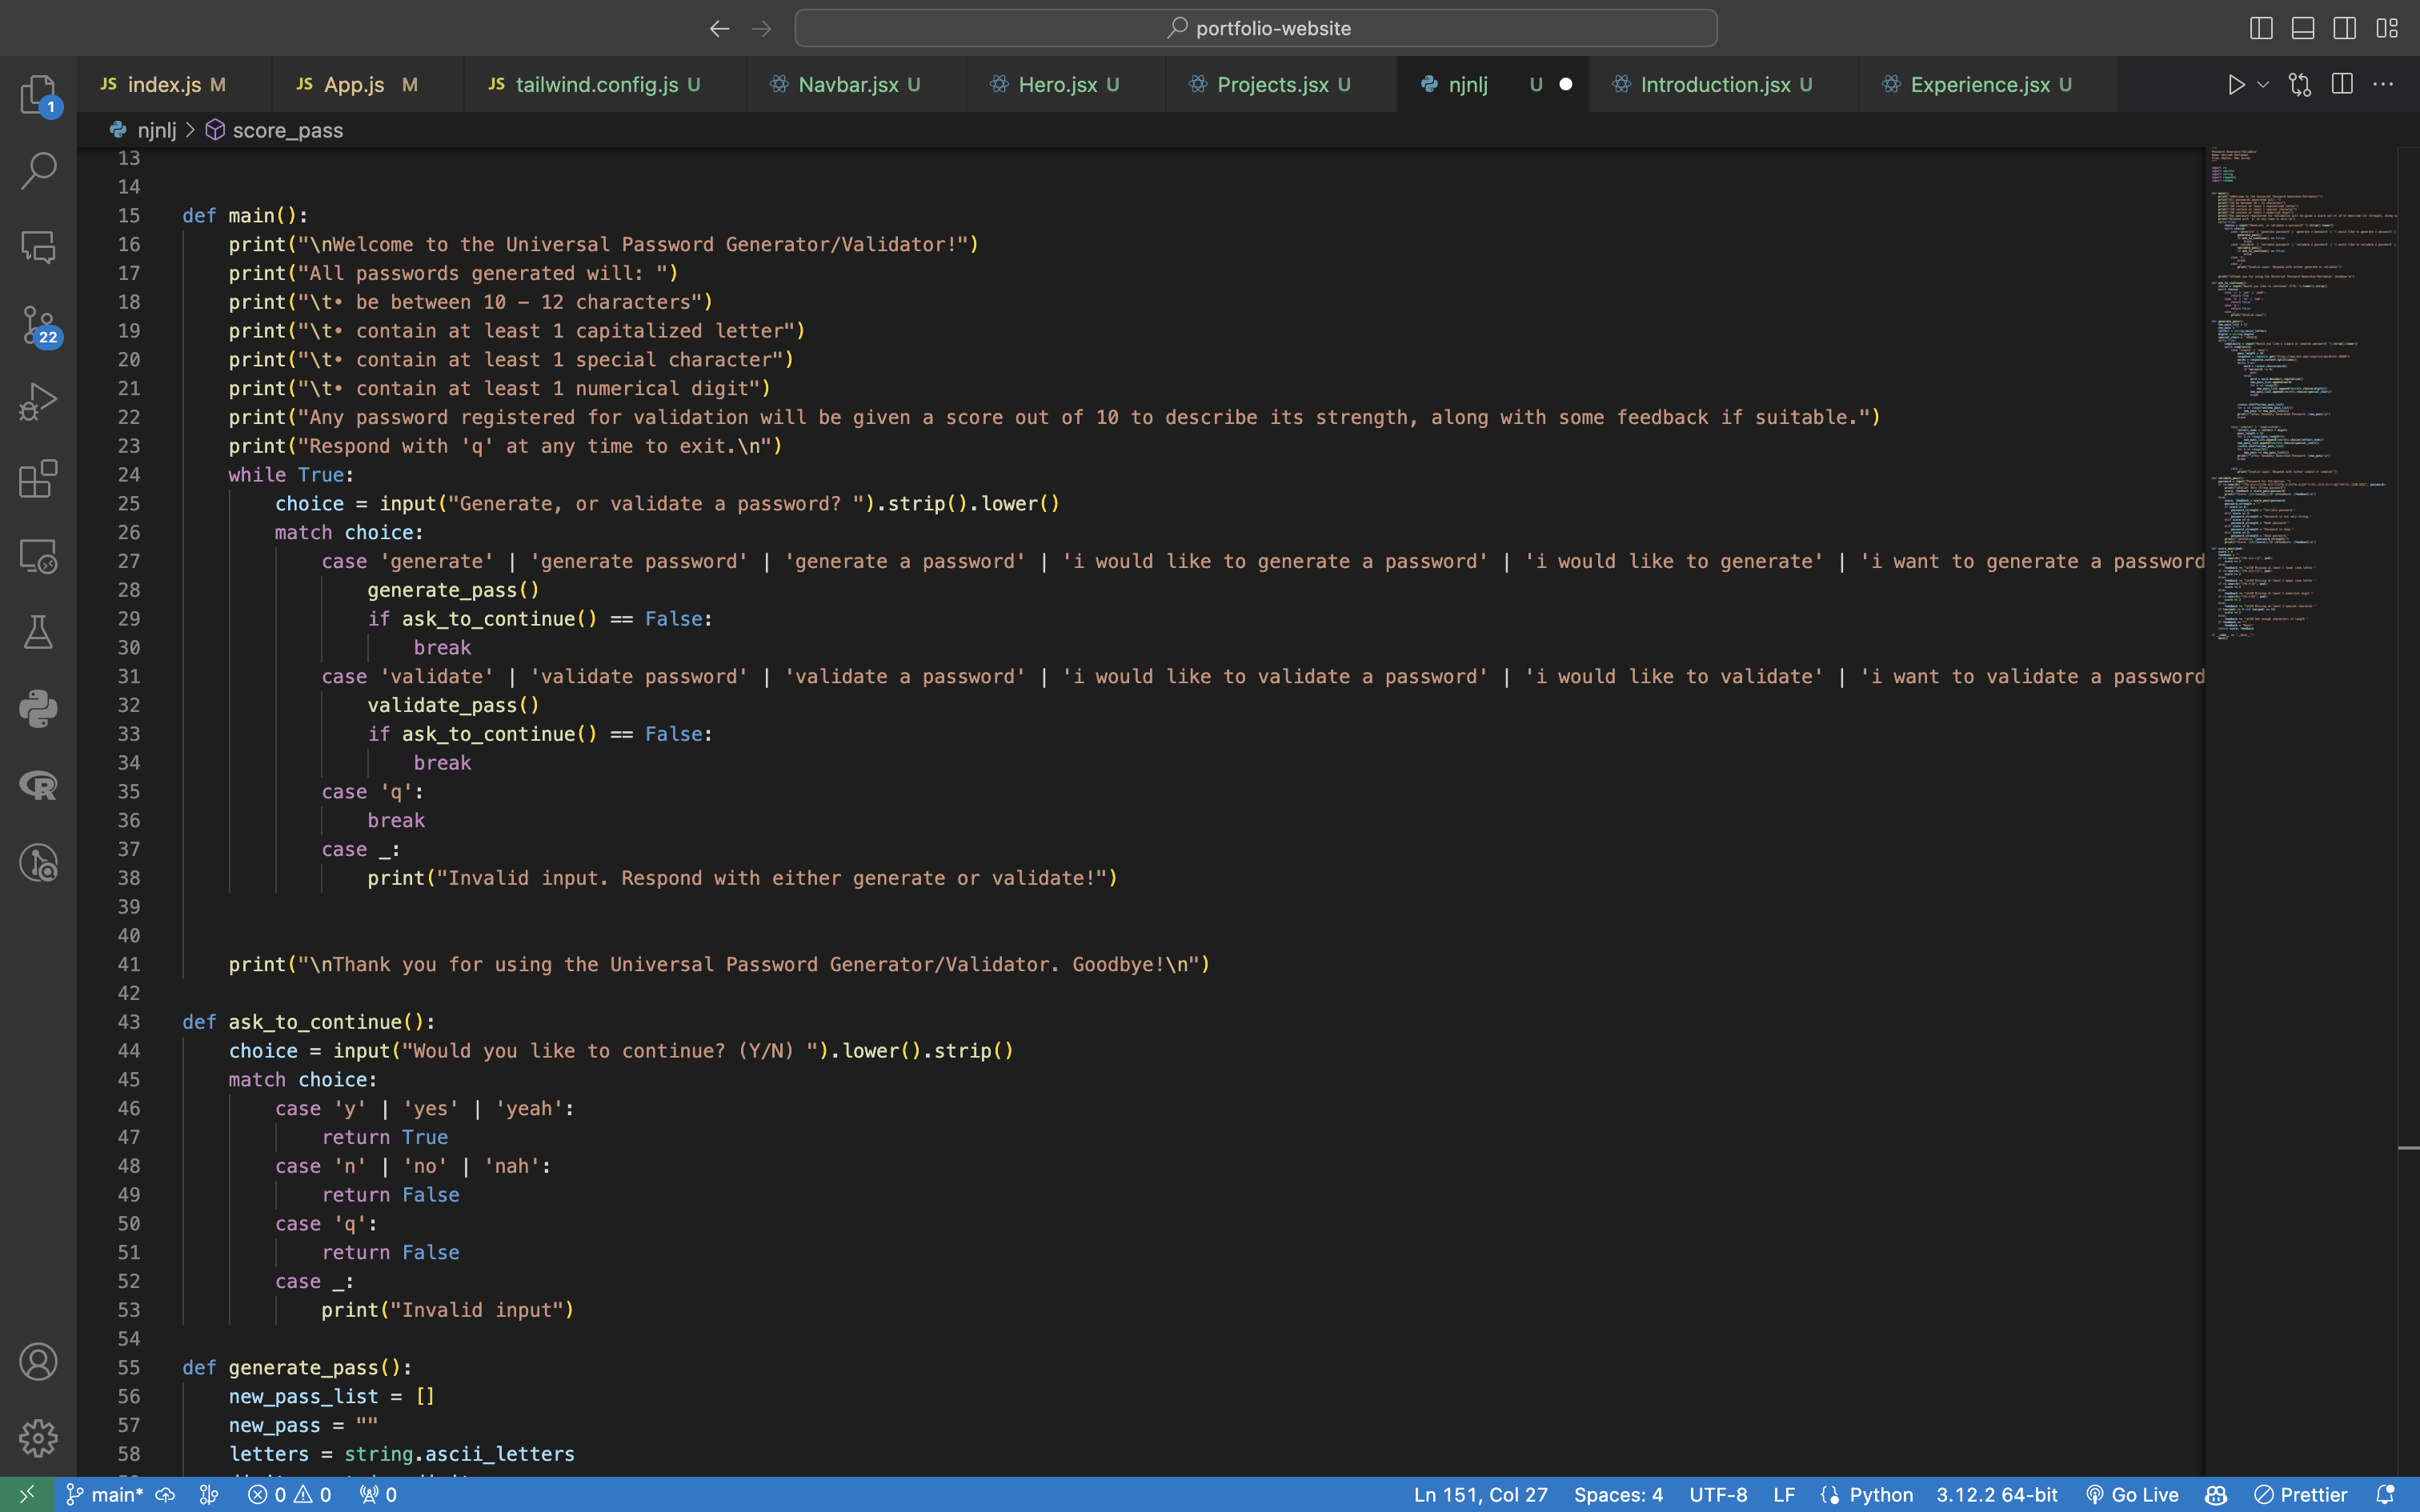 portfolio-website
JS index.js M JS App.js M JS tailwind.config.js U Navbar.jsx U Hero.jsx U Projects.jsx U njnlj U Introduction.jsx U Experience.jsx U
njnlj > score_pass
1
22
13
14
15 def main():
16 print("\nWelcome to the Universal Password Generator/Validator!")
17 print("All passwords generated will: ")
18 print("\t• be between 10 – 12 characters")
19 print("\t• contain at least 1 capitalized letter")
20 print("\t• contain at least 1 special character")
21 print("\t• contain at least 1 numerical digit")
22 print("Any password registered for validation will be given a score out of 10 to describe its strength, along with some feedback if suitable.")
23 print("Respond with 'q' at any time to exit.\n")
24 while True:
25 choice = input("Generate, or validate a password? ").strip().lower()
26 match choice:
27 case 'generate' | 'generate password' | 'generate a password' | 'i would like to generate a password' | 'i would like to generate' | 'i want to generate a password
28 generate_pass()
29 if ask_to_continue() == False:
30 break
31 case 'validate' | 'validate password' | 'validate a password' | 'i would like to validate a password' | 'i would like to validate' | 'i want to validate a password
32 validate_pass()
33 if ask_to_continue() == False:
34 break
35 case 'q':
36 break
37 case _:
38 print("Invalid input. Respond with either generate or validate!")
39
40
41 print("\nThank you for using the Universal Password Generator/Validator. Goodbye!\n")
42
43 def ask_to_continue():
44 choice = input("Would you like to continue? (Y/N) ").lower().strip()
45 match choice:
46 case 'y' | 'yes' | 'yeah':
47 return True
48 case 'n' | 'no' | 'nah':
49 return False
50 case 'q':
51 return False
52 case _:
53 print("Invalid input")
54
55 def generate_pass():
56 new_pass_list = []
57 new_pass = ""
58 letters = string.ascii_letters
main* 0 0 0 Ln 151, Col 27 Spaces: 4 UTF-8 LF Python 3.12.2 64-bit Go Live Prettier